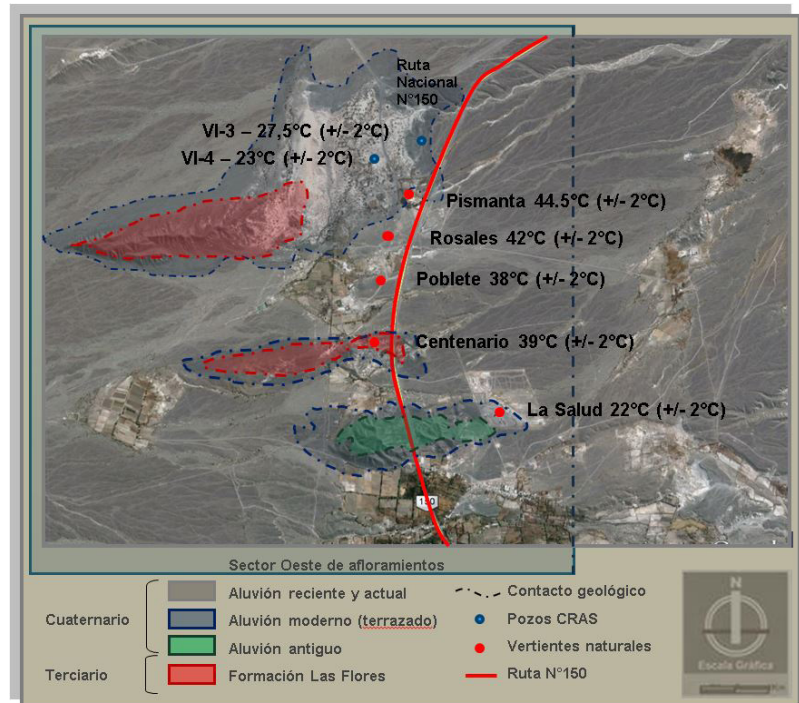 Ruta
Nacional
N°150
VI-3 – 27,5°C (+/- 2°C)
VI-4 – 23°C (+/- 2°C)
Pismanta 44.5°C (+/- 2°C)
Rosales 42°C (+/- 2°C)
Poblete 38°C (+/- 2°C)
Centenario 39°C (+/- 2°C)
La Salud 22°C (+/- 2°C)
150
Sector Oeste de afloramientos
Cuaternario
Aluvión reciente y actual
Aluvión moderno (terrazado)
Aluvión antiguo
Terciario
Formación Las Flores
Contacto geológico
Pozos CRAS
Vertientes naturales
Ruta N°150
N
Escala Gráfica